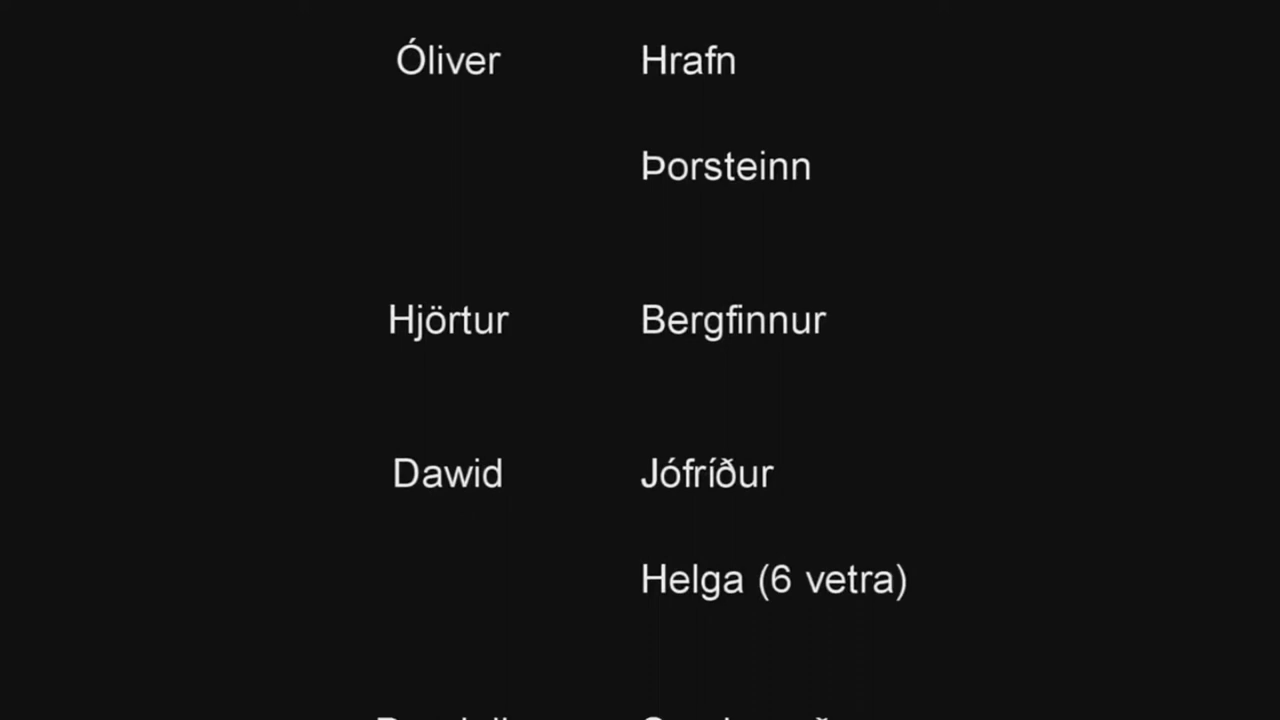 Óliver Hrafn
Þorsteinn
Hjörtur Bergfinnur
Dawid Jófríður
Helga (6 vetra)